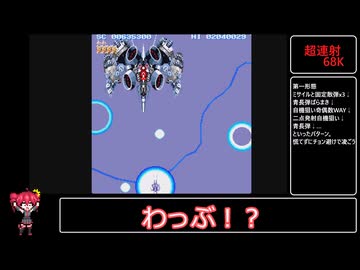 SC 00635300
HI 02040029
超連射
68K
第一形態
ミサイルと固定散弾x3↓
青長弾ばらまき↓
自機狙い奇偶数WAY↓
二点発射自機狙い↓
青長弾↓…
といったパターン。
慌てずにチョン避けで凌ごう
わっぷ！？